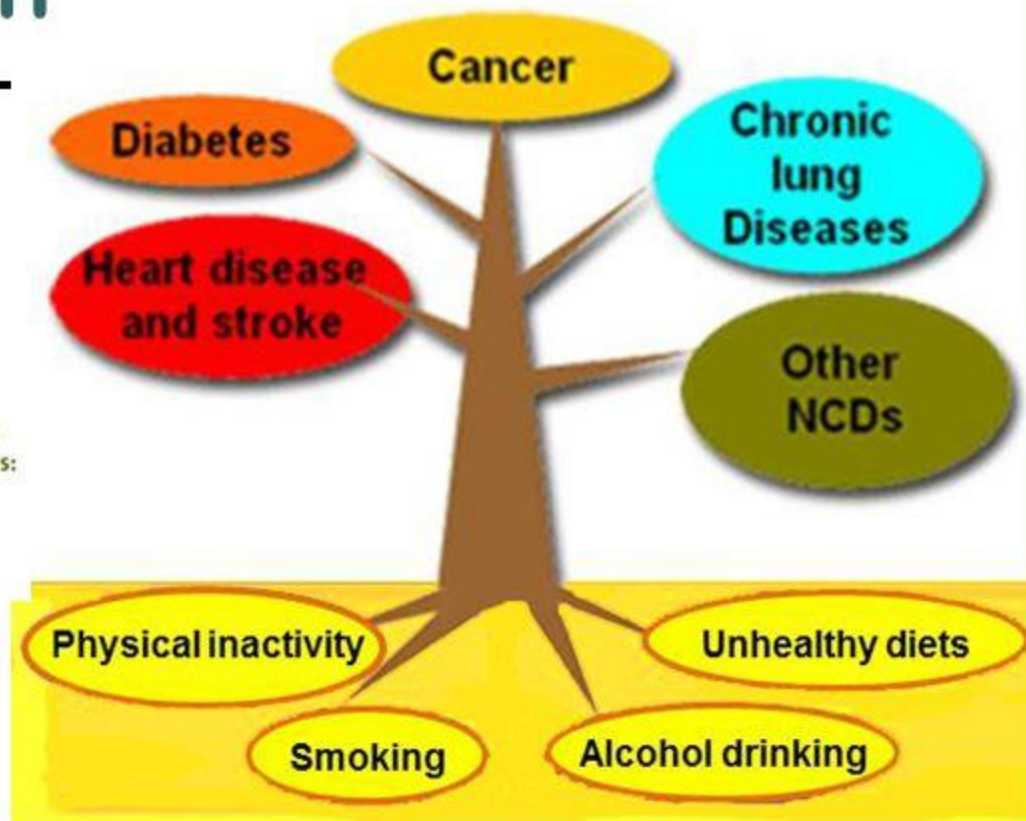 Cancer
Diabetes
Chronic
lung
Diseases
Heart disease
and stroke
Other
NCDs
s:
Physical inactivity
Unhealthy diets
Smoking
Alcohol drinking